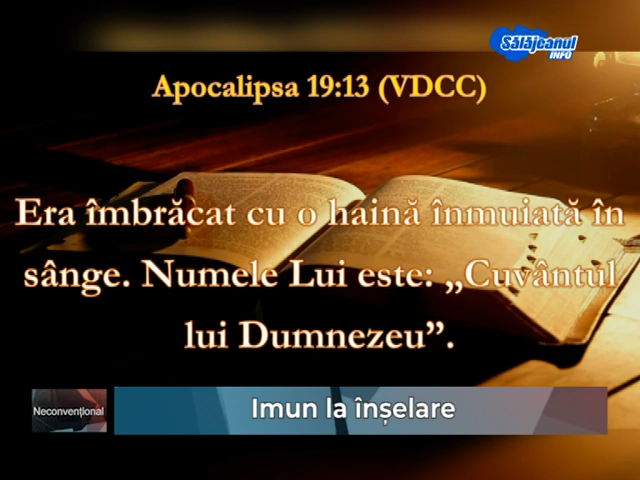 Sălăjeanul
INFO
Apocalipsa 19:13 (VDCC)
Era îmbrăcat cu o haină înmuiată în
sânge. Numele Lui este: „Cuvântul
lui Dumnezeu”.
Neconvențional
Imun la înșelare